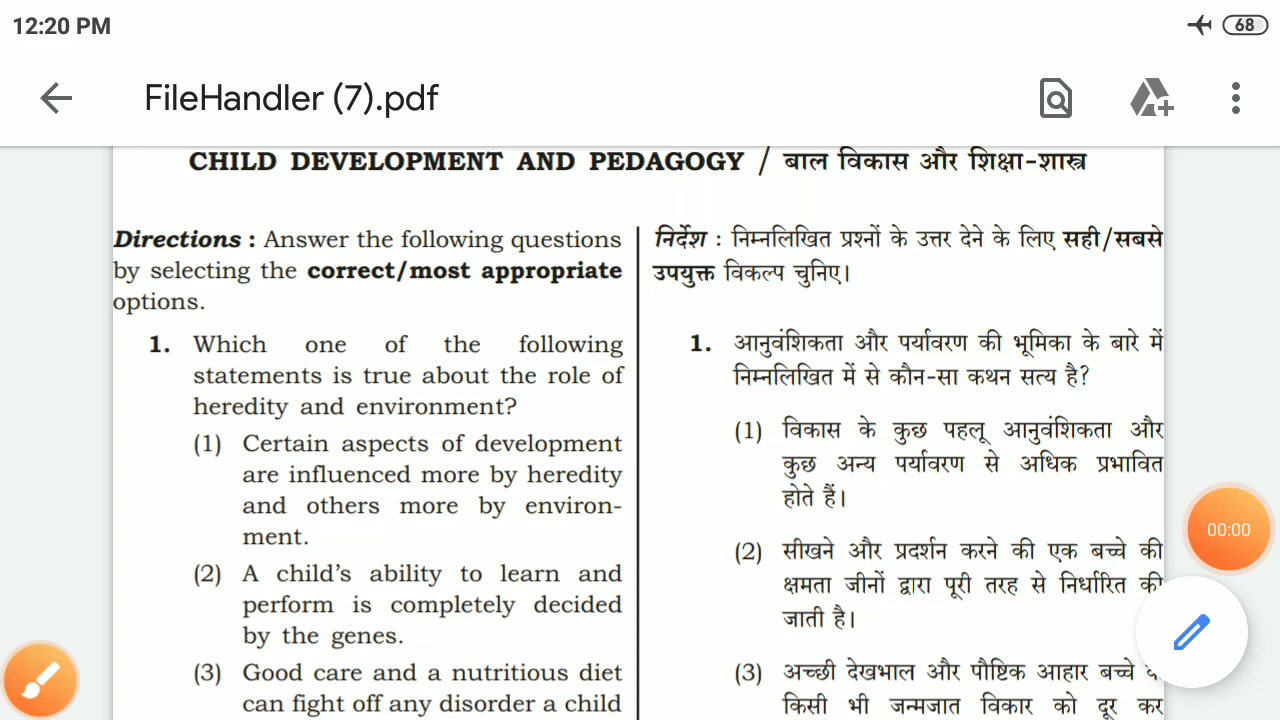 12:20 PM
68
FileHandler (7).pdf
CHILD DEVELOPMENT AND PEDAGOGY / बाल विकास और शिक्षा-शास्त्र
Directions : Answer the following questions
by selecting the correct/most appropriate
options.
1. Which one of the following
statements is true about the role of
heredity and environment?
(1) Certain aspects of development
are influenced more by heredity
and others more by environ-
ment.
(2) A child's ability to learn and
perform is completely decided
by the genes.
(3) Good care and a nutritious diet
can fight off any disorder a child
निर्देश : निम्नलिखित प्रश्नों के उत्तर देने के लिए सही/सबसे
उपयुक्त विकल्प चुनिए।
1. आनुवंशिकता और पर्यावरण की भूमिका के बारे में
निम्नलिखित में से कौन-सा कथन सत्य है?
(1) विकास के कुछ पहलू आनुवंशिकता और
कुछ अन्य पर्यावरण से अधिक प्रभावित
होते हैं।
(2) सीखने और प्रदर्शन करने की एक बच्चे की
क्षमता जीनों द्वारा पूरी तरह से निर्धारित की
जाती है।
(3) अच्छी देखभाल और पौष्टिक आहार बच्चे
किसी भी जन्मजात विकार को दूर कर
00:00